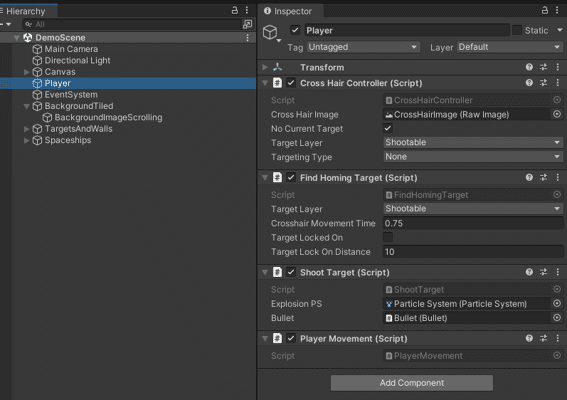 Hierarchy
All
DemoScene
Main Camera
Directional Light
Canvas
Player
EventSystem
BackgroundTiled
BackgroundImageScrolling
TargetsAndWalls
Spaceships
Inspector
Player Static
Tag Untagged Layer Default
Transform
Cross Hair Controller (Script)
Script CrossHairController
Cross Hair Image CrossHairImage (Raw Image)
No Current Target
Target Layer Shootable
Targeting Type None
Find Homing Target (Script)
Script FindHomingTarget
Target Layer Shootable
Crosshair Movement Time 0.75
Target Locked On
Target Lock On Distance 10
Shoot Target (Script)
Script ShootTarget
Explosion PS Particle System (Particle System)
Bullet Bullet (Bullet)
Player Movement (Script)
Script PlayerMovement
Add Component